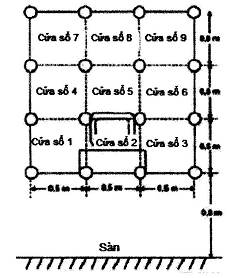 Cửa sổ 7 Cửa sổ 8 Cửa sổ 9
0,5 m
Cửa sổ 4 Cửa sổ 5 Cửa sổ 6
0,5 m
Cửa sổ 1 Cửa sổ 2 Cửa sổ 3
0,5 m
0,5 m 0,5 m 0,5 m
0,8 m
Sàn